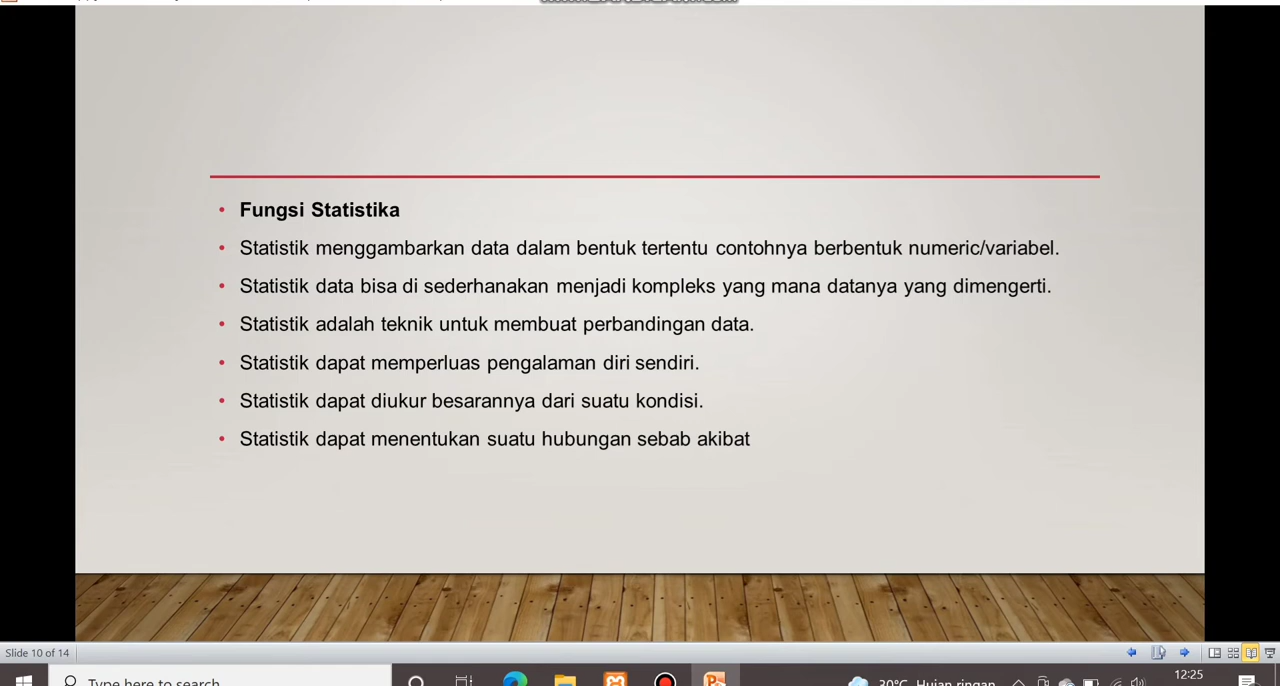 Fungsi Statistika
Statistik menggambarkan data dalam bentuk tertentu contohnya berbentuk numeric/variabel.
Statistik data bisa di sederhanakan menjadi kompleks yang mana datanya yang dimengerti.
Statistik adalah teknik untuk membuat perbandingan data.
Statistik dapat memperluas pengalaman diri sendiri.
Statistik dapat diukur besarannya dari suatu kondisi.
Statistik dapat menentukan suatu hubungan sebab akibat
Slide 10 of 14
Type here to search
30°C Hujan ringan
12:25